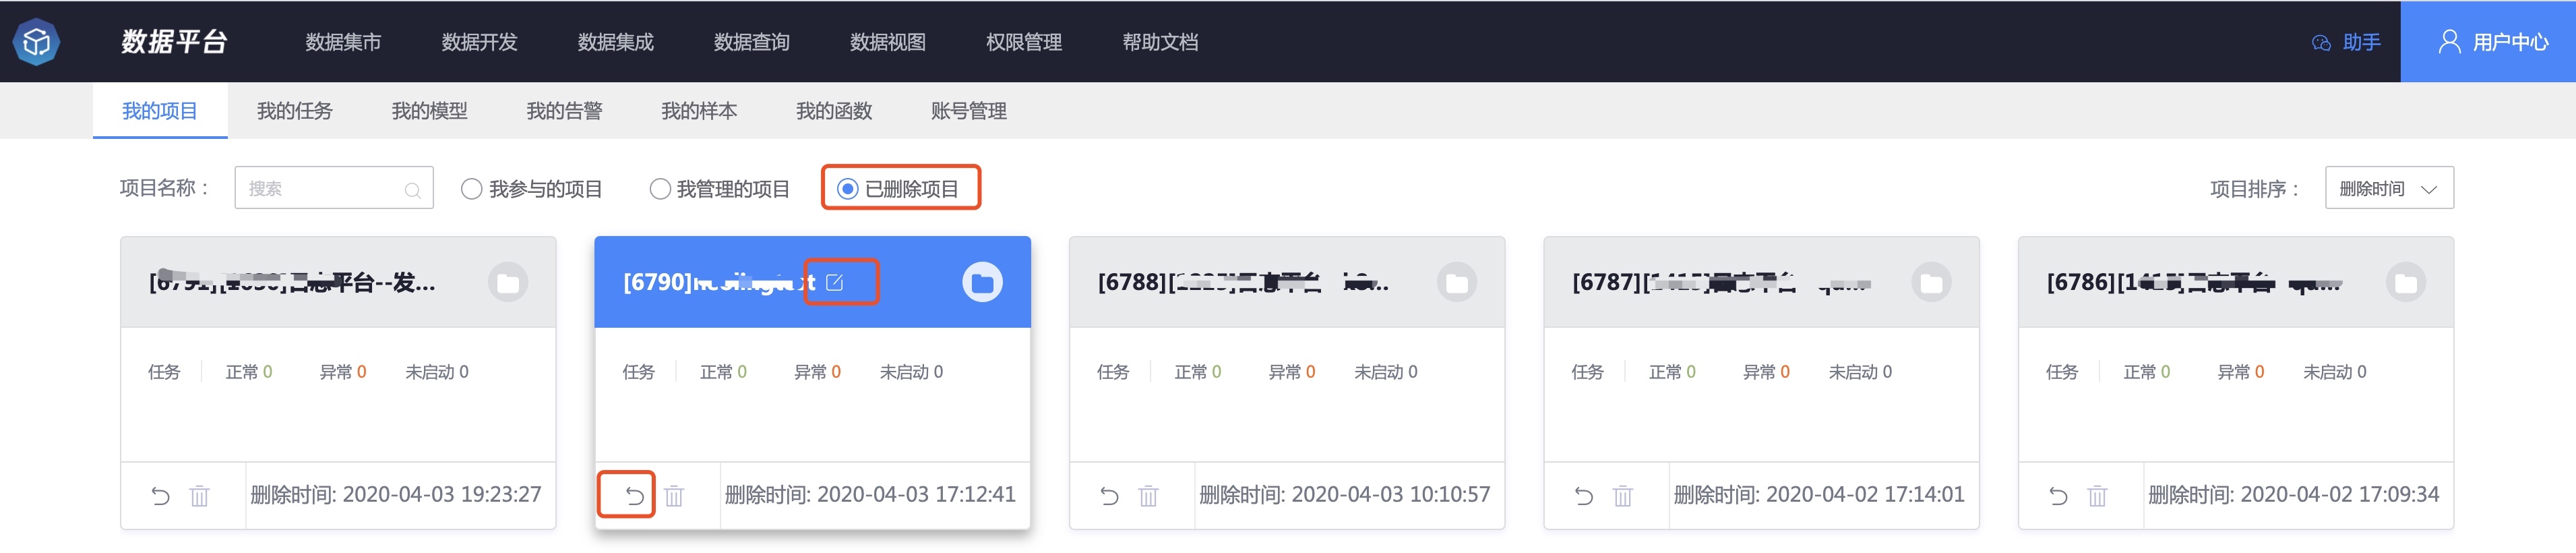 数据平台 数据集市 数据开发 数据集成 数据查询 数据视图 权限管理 帮助文档 助手 用户中心
我的项目 我的任务 我的模型 我的告警 我的样本 我的函数 账号管理
项目名称： 搜索 我参与的项目 我管理的项目 已删除项目 项目排序： 删除时间
平台--发...
[6790]
[6788]
[6787]
[6786]
任务 正常 0 异常 0 未启动 0
任务 正常 0 异常 0 未启动 0
任务 正常 0 异常 0 未启动 0
任务 正常 0 异常 0 未启动 0
任务 正常 0 异常 0 未启动 0
删除时间: 2020-04-03 19:23:27
删除时间: 2020-04-03 17:12:41
删除时间: 2020-04-03 10:10:57
删除时间: 2020-04-02 17:14:01
删除时间: 2020-04-02 17:09:34